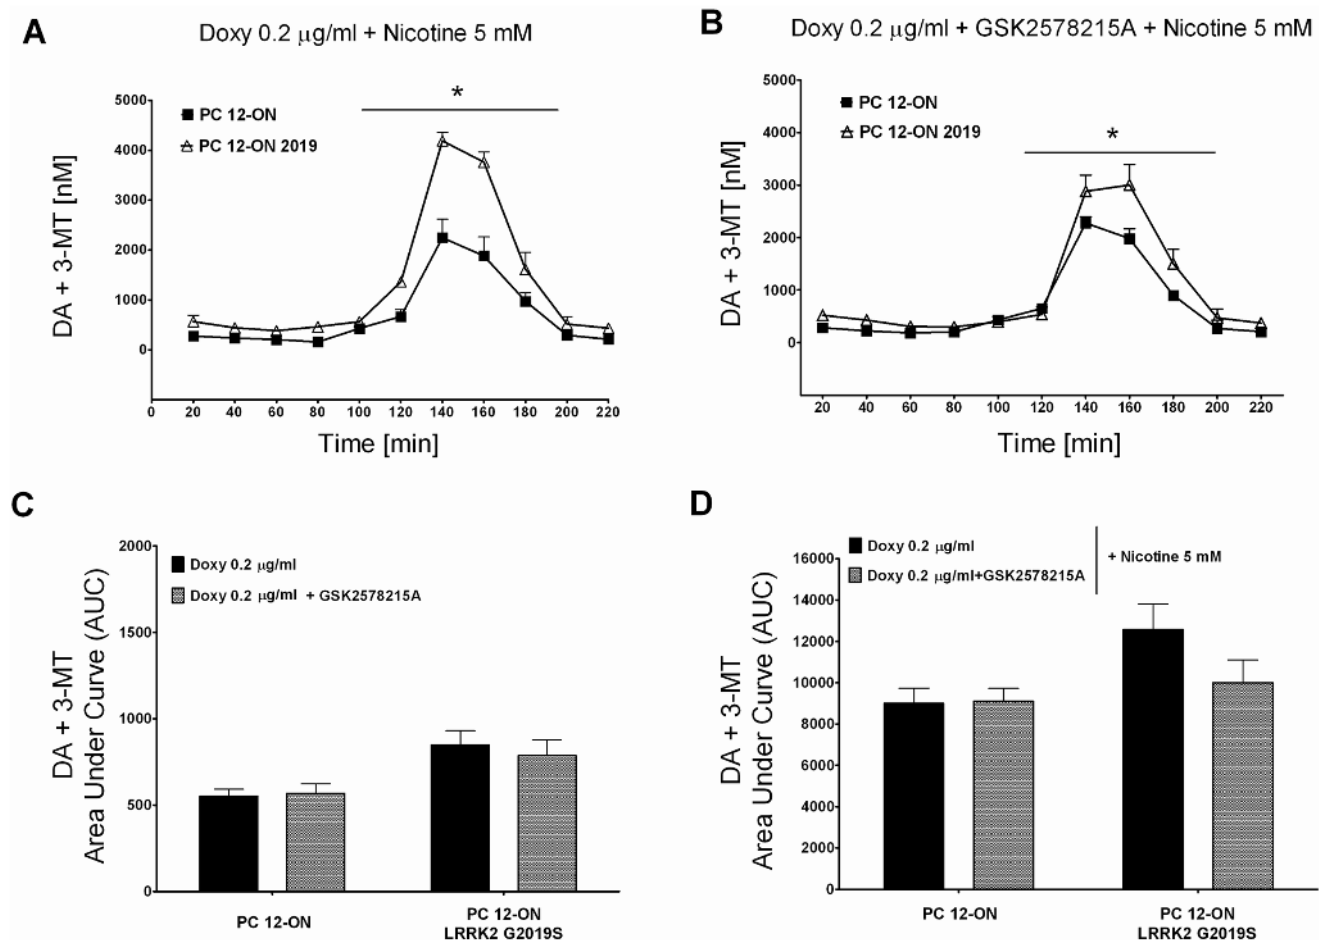 A
Doxy 0.2 μg/ml + Nicotine 5 mM
5000
4000
3000
2000
1000
0
DA + 3-MT [nM]
PC 12-ON
PC 12-ON 2019
*
0 20 40 60 80 100 120 140 160 180 200 220
Time [min]
B
Doxy 0.2 μg/ml + GSK2578215A + Nicotine 5 mM
5000
4000
3000
2000
1000
0
DA + 3-MT [nM]
PC 12-ON
PC 12-ON 2019
*
20 40 60 80 100 120 140 160 180 200 220
Time [min]
C
2000
1500
1000
500
0
DA + 3-MT
Area Under Curve (AUC)
Doxy 0.2 μg/ml
Doxy 0.2 μg/ml + GSK2578215A
PC 12-ON
PC 12-ON
LRRK2 G2019S
D
16000
14000
12000
10000
8000
6000
4000
2000
0
DA + 3-MT
Area Under Curve (AUC)
Doxy 0.2 μg/ml
Doxy 0.2 μg/ml+GSK2578215A
+ Nicotine 5 mM
PC 12-ON
PC 12-ON
LRRK2 G2019S